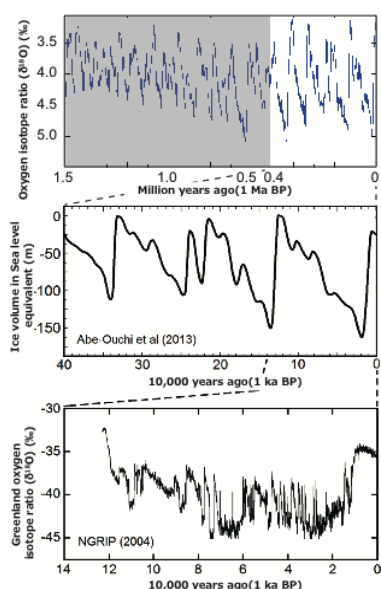 Oxygen isotope ratio (δ¹⁸O) (‰)
3.5
4.0
4.5
5.0
1.5
1.0
0.5 0.4
0
Million years ago(1 Ma BP)
Ice volume in Sea level
equivalent (m)
0
-50
-100
-150
Abe-Ouchi et al (2013)
40
30
20
10
0
10,000 years ago(1 ka BP)
Greenland oxygen
isotope ratio (δ¹⁸O) (‰)
-30
-35
-40
-45
NGRIP (2004)
14
12
10
8
6
4
2
0
10,000 years ago(1 ka BP)